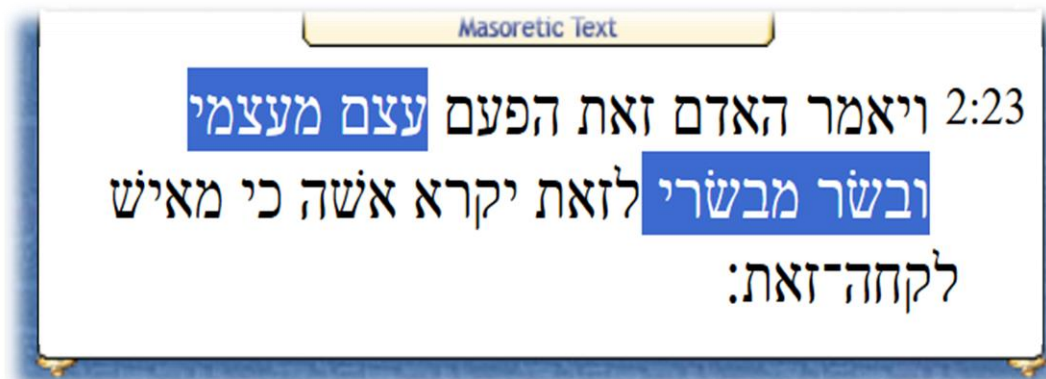 Masoretic Text
2:23 ויאמר האדם זאת הפעם עצם מעצמי
ובשׂר מבשׂרי לזאת יקרא אשׁה כי מאישׁ
לקחה־זאת׃